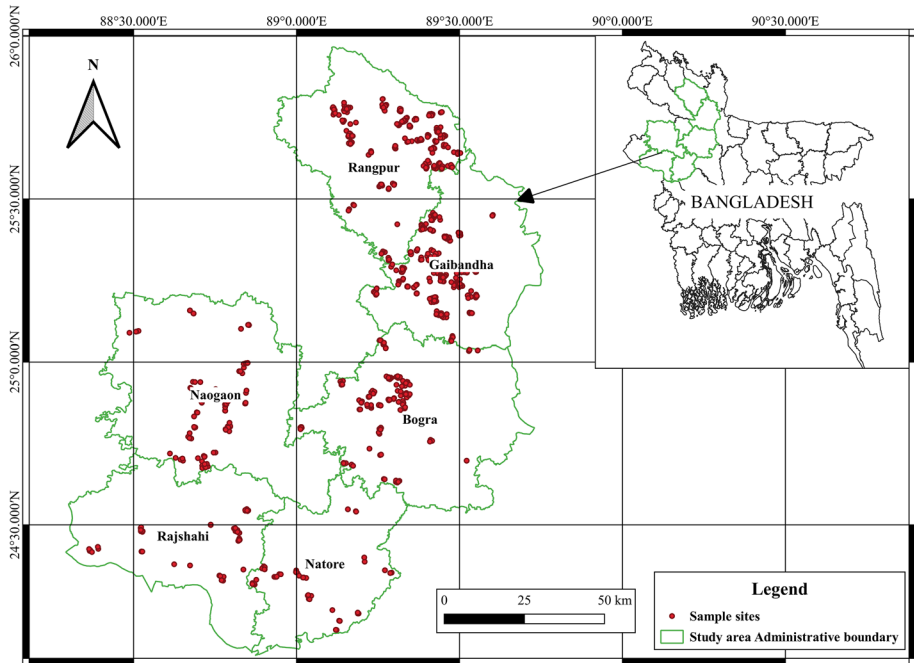 88°30.000'E 89°0.000'E 89°30.000'E 90°0.000'E 90°30.000'E
26°0.000'N
25°30.000'N
25°0.000'N
24°30.000'N
N
Rangpur
Gaibandha
Naogaon
Bogra
Rajshahi
Natore
BANGLADESH
0 25 50 km
Legend
Sample sites
Study area Administrative boundary